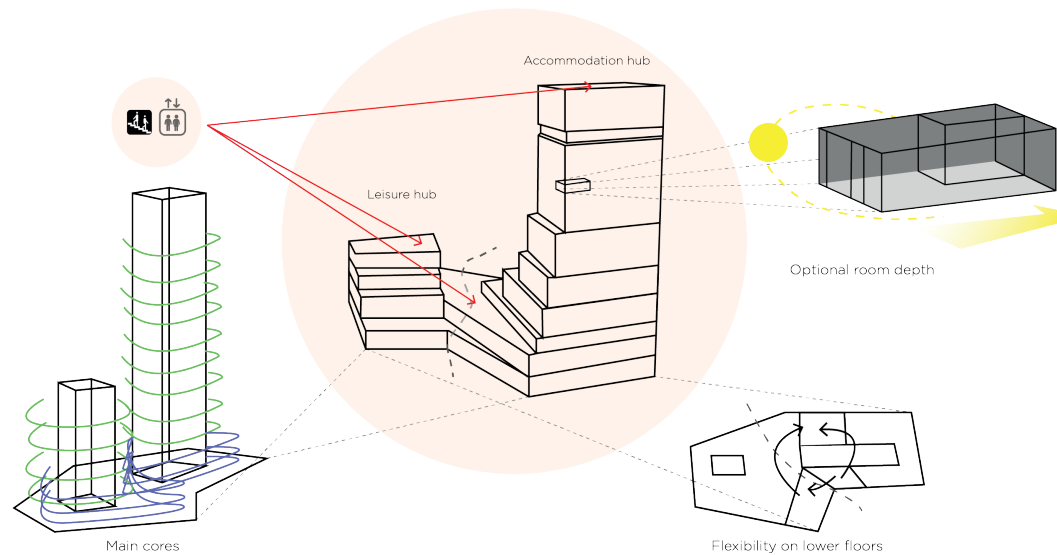 Accommodation hub
Leisure hub
Optional room depth
Main cores
Flexibility on lower floors